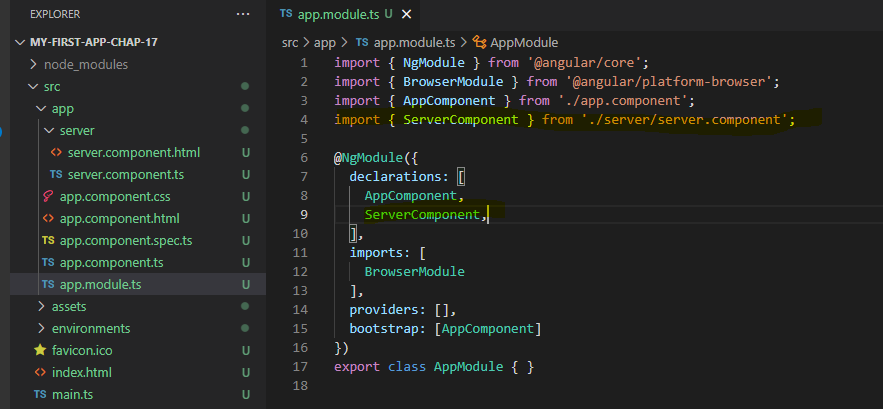 EXPLORER
...
MY-FIRST-APP-CHAP-17
node_modules
src
app
server
server.component.html
TS server.component.ts U
app.component.css U
app.component.html U
TS app.component.spec.ts U
TS app.component.ts U
TS app.module.ts U
assets
environments
favicon.ico U
index.html U
TS main.ts U
TS app.module.ts U
src > app > TS app.module.ts > AppModule
1 import { NgModule } from '@angular/core';
2 import { BrowserModule } from '@angular/platform-browser';
3 import { AppComponent } from './app.component';
4 import { ServerComponent } from './server/server.component';
5
6 @NgModule({
7 declarations: [
8 AppComponent,
9 ServerComponent,
10 ],
11 imports: [
12 BrowserModule
13 ],
14 providers: [],
15 bootstrap: [AppComponent]
16 })
17 export class AppModule { }
18